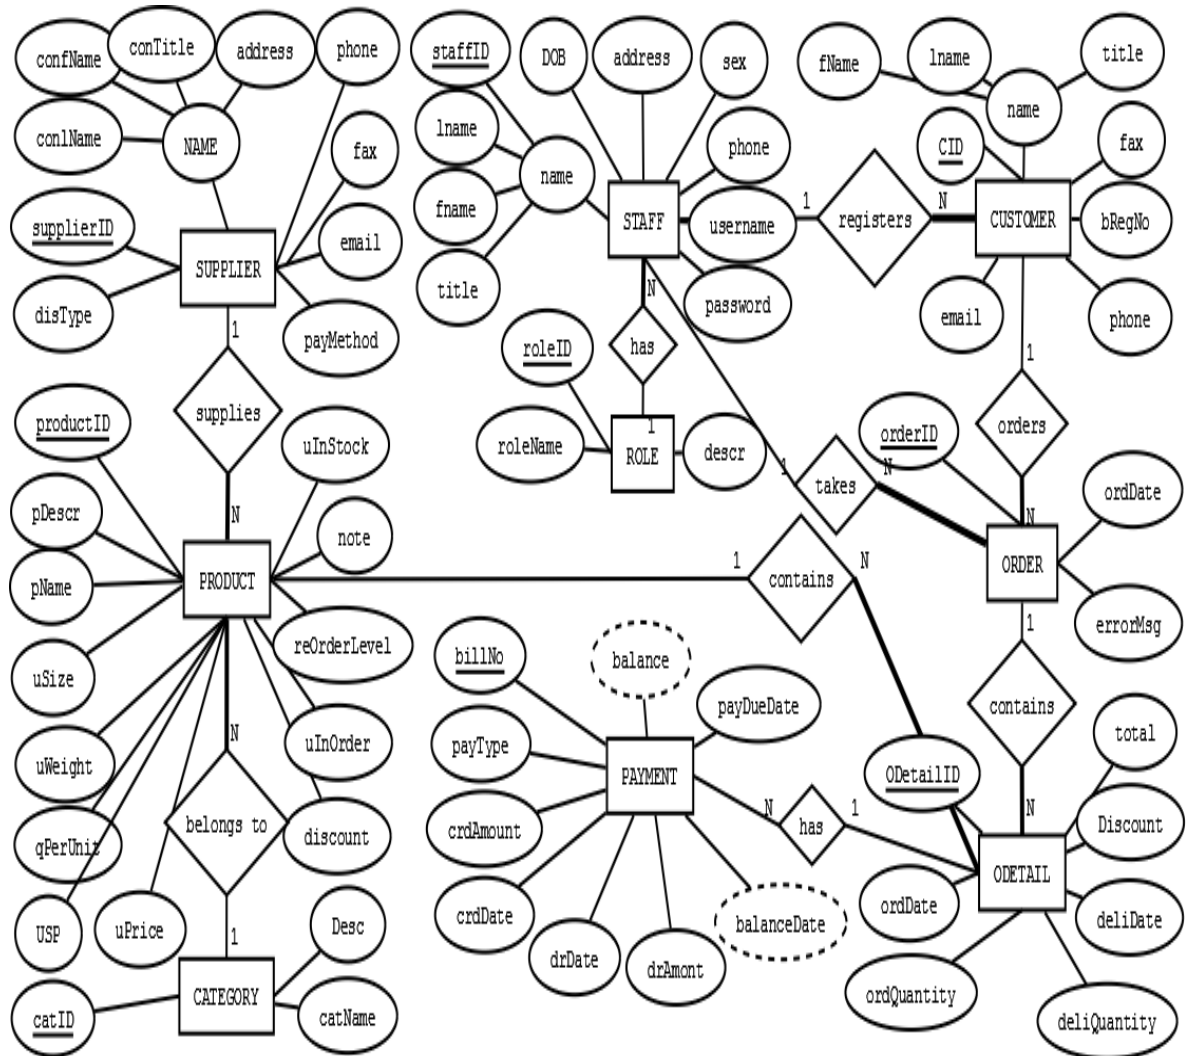 confName
conTitle
address
phone
conlName
NAME
fax
supplierID
SUPPLIER
email
disType
payMethod
1
supplies
N
staffID
DOB
address
sex
lname
name
phone
fname
STAFF
username
title
password
1
registers
N
fName
lname
title
name
CID
fax
CUSTOMER
bRegNo
email
phone
N
has
1
roleID
roleName
ROLE
descr
1
orders
N
orderID
1
takes
N
ordDate
ORDER
errorMsg
productID
uInStock
pDescr
note
pName
PRODUCT
reOrderLevel
uSize
uInOrder
uWeight
discount
qPerUnit
USP
uPrice
1
contains
N
1
contains
N
N
belongs to
1
Desc
CATEGORY
catID
catName
balance
billNo
payDueDate
payType
PAYMENT
crdAmount
crdDate
drDate
drAmont
balanceDate
N
has
1
total
ODetailID
Discount
ODETAIL
ordDate
deliDate
ordQuantity
deliQuantity